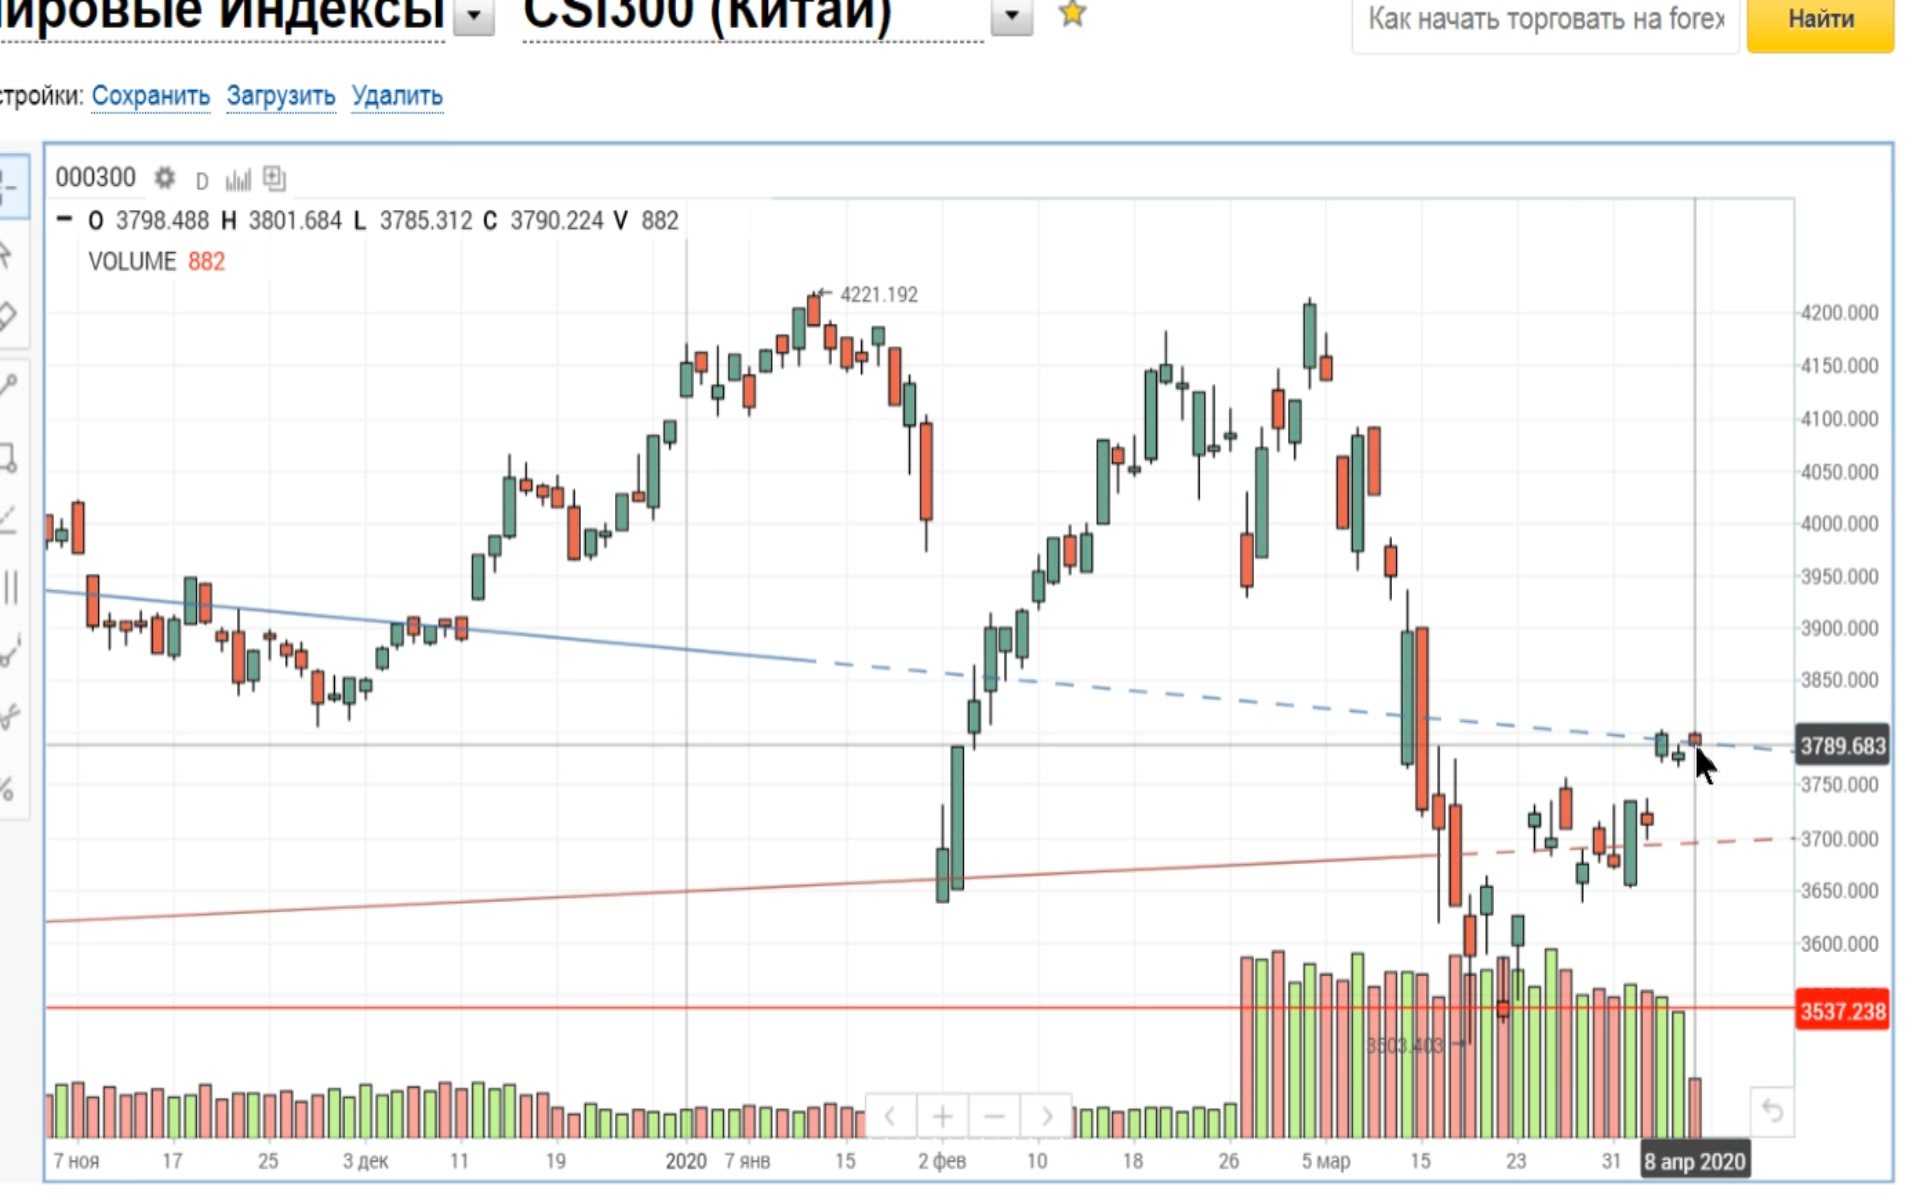 ировые Индексы CSI300 (Китай) Как начать торговать на forex Найти
стройки: Сохранить Загрузить Удалить
000300 D
O 3798.488 H 3801.684 L 3785.312 C 3790.224 V 882
VOLUME 882
4221.192
4200.000
4150.000
4100.000
4050.000
4000.000
3950.000
3900.000
3850.000
3789.683
3750.000
3700.000
3650.000
3600.000
3537.238
3503.403
7 ноя 17 25 3 дек 11 19 2020 7 янв 15 2 фев 10 18 26 5 мар 15 23 31 8 апр 2020